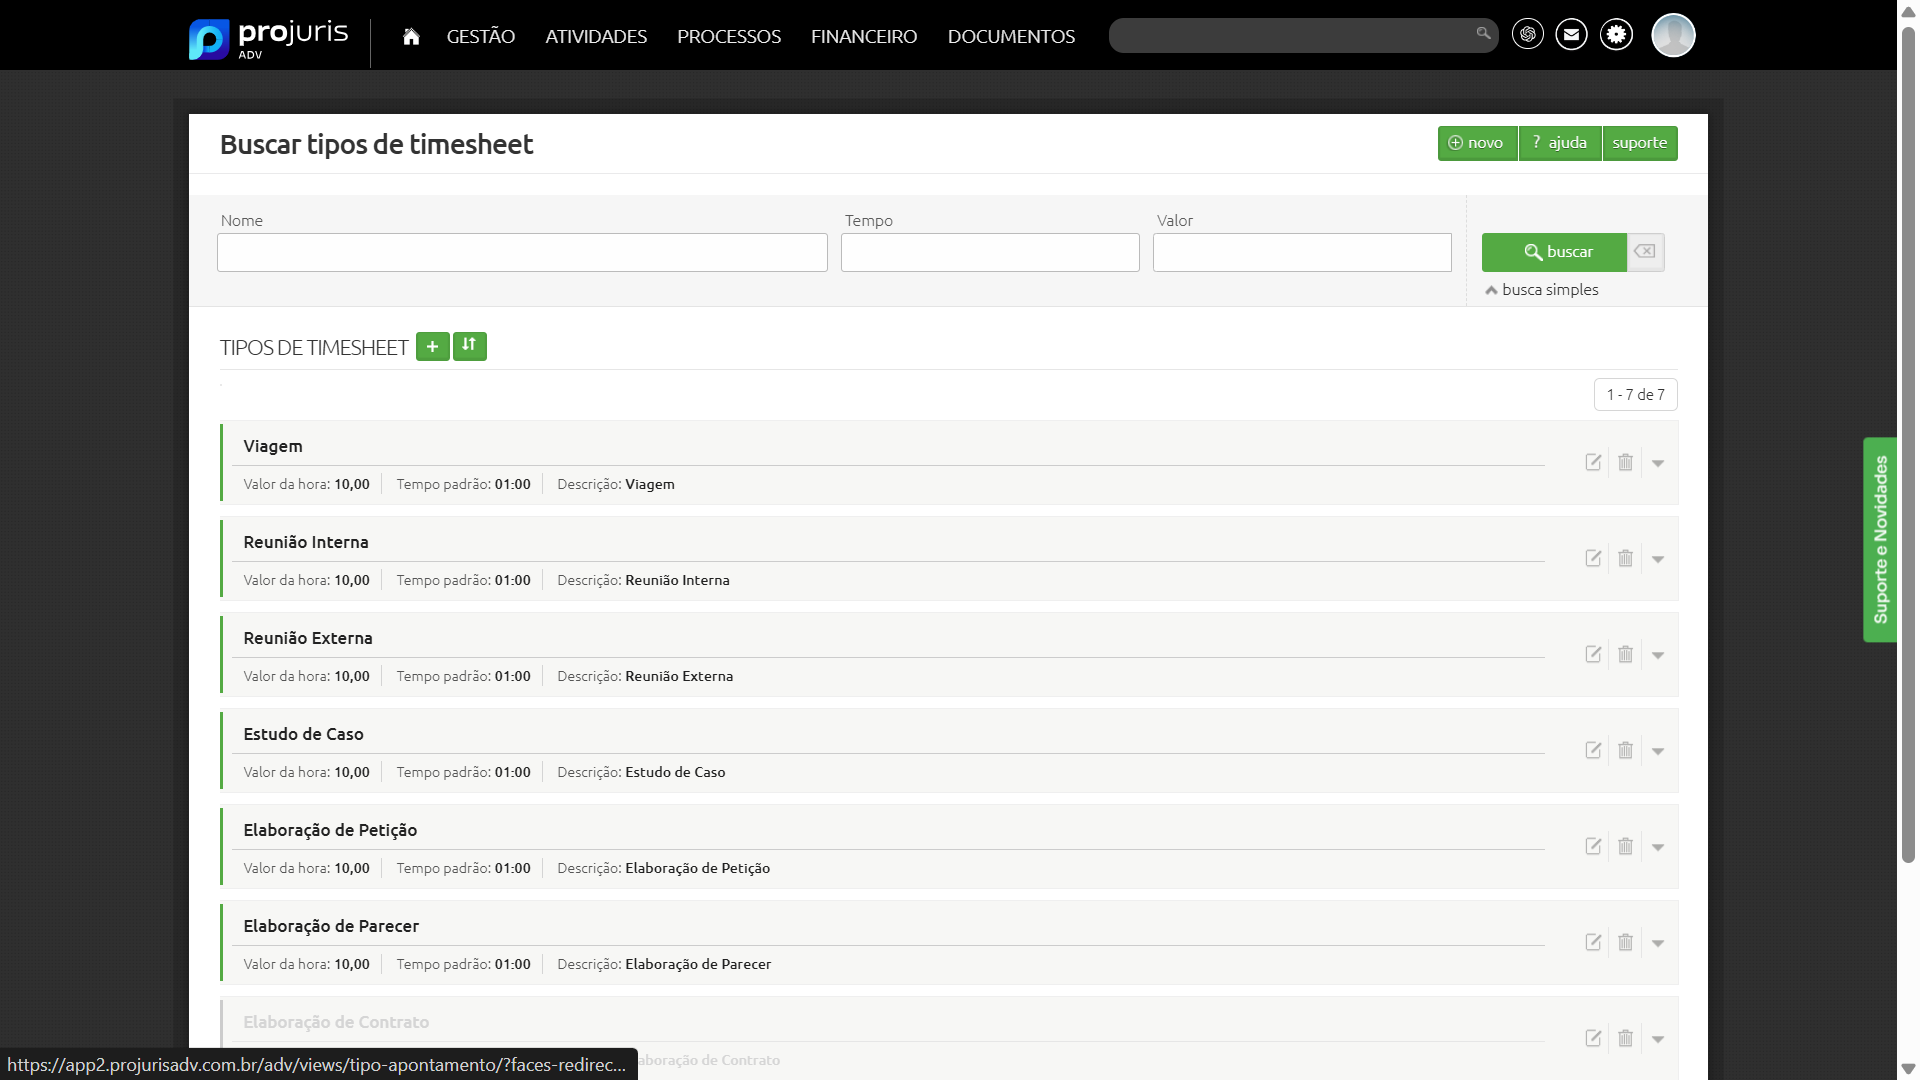 projuris
ADV
GESTÃO ATIVIDADES PROCESSOS FINANCEIRO DOCUMENTOS
Buscar tipos de timesheet
novo ? ajuda suporte
Nome Tempo Valor
buscar
busca simples
TIPOS DE TIMESHEET
1 - 7 de 7
Viagem
Valor da hora: 10,00 Tempo padrão: 01:00 Descrição: Viagem
Reunião Interna
Valor da hora: 10,00 Tempo padrão: 01:00 Descrição: Reunião Interna
Reunião Externa
Valor da hora: 10,00 Tempo padrão: 01:00 Descrição: Reunião Externa
Estudo de Caso
Valor da hora: 10,00 Tempo padrão: 01:00 Descrição: Estudo de Caso
Elaboração de Petição
Valor da hora: 10,00 Tempo padrão: 01:00 Descrição: Elaboração de Petição
Elaboração de Parecer
Valor da hora: 10,00 Tempo padrão: 01:00 Descrição: Elaboração de Parecer
Elaboração de Contrato
aboração de Contrato
https://app2.projurisadv.com.br/adv/views/tipo-apontamento/?faces-redirec...
Suporte e Novidades